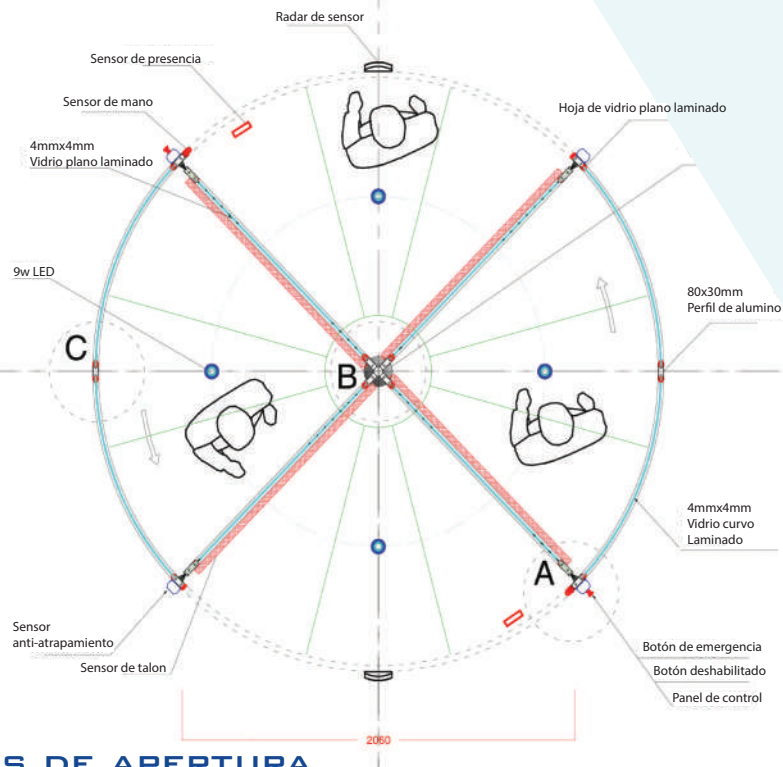 Radar de sensor
Sensor de presencia
Sensor de mano
4mmx4mm
Vidrio plano laminado
Hoja de vidrio plano laminado
9w LED
80x30mm
Perfil de alumino
C
B
4mmx4mm
Vidrio curvo
Laminado
A
Sensor
anti-atrapamiento
Sensor de talon
Botón de emergencia
Botón deshabilitado
Panel de control
2060
S DE APERTURA